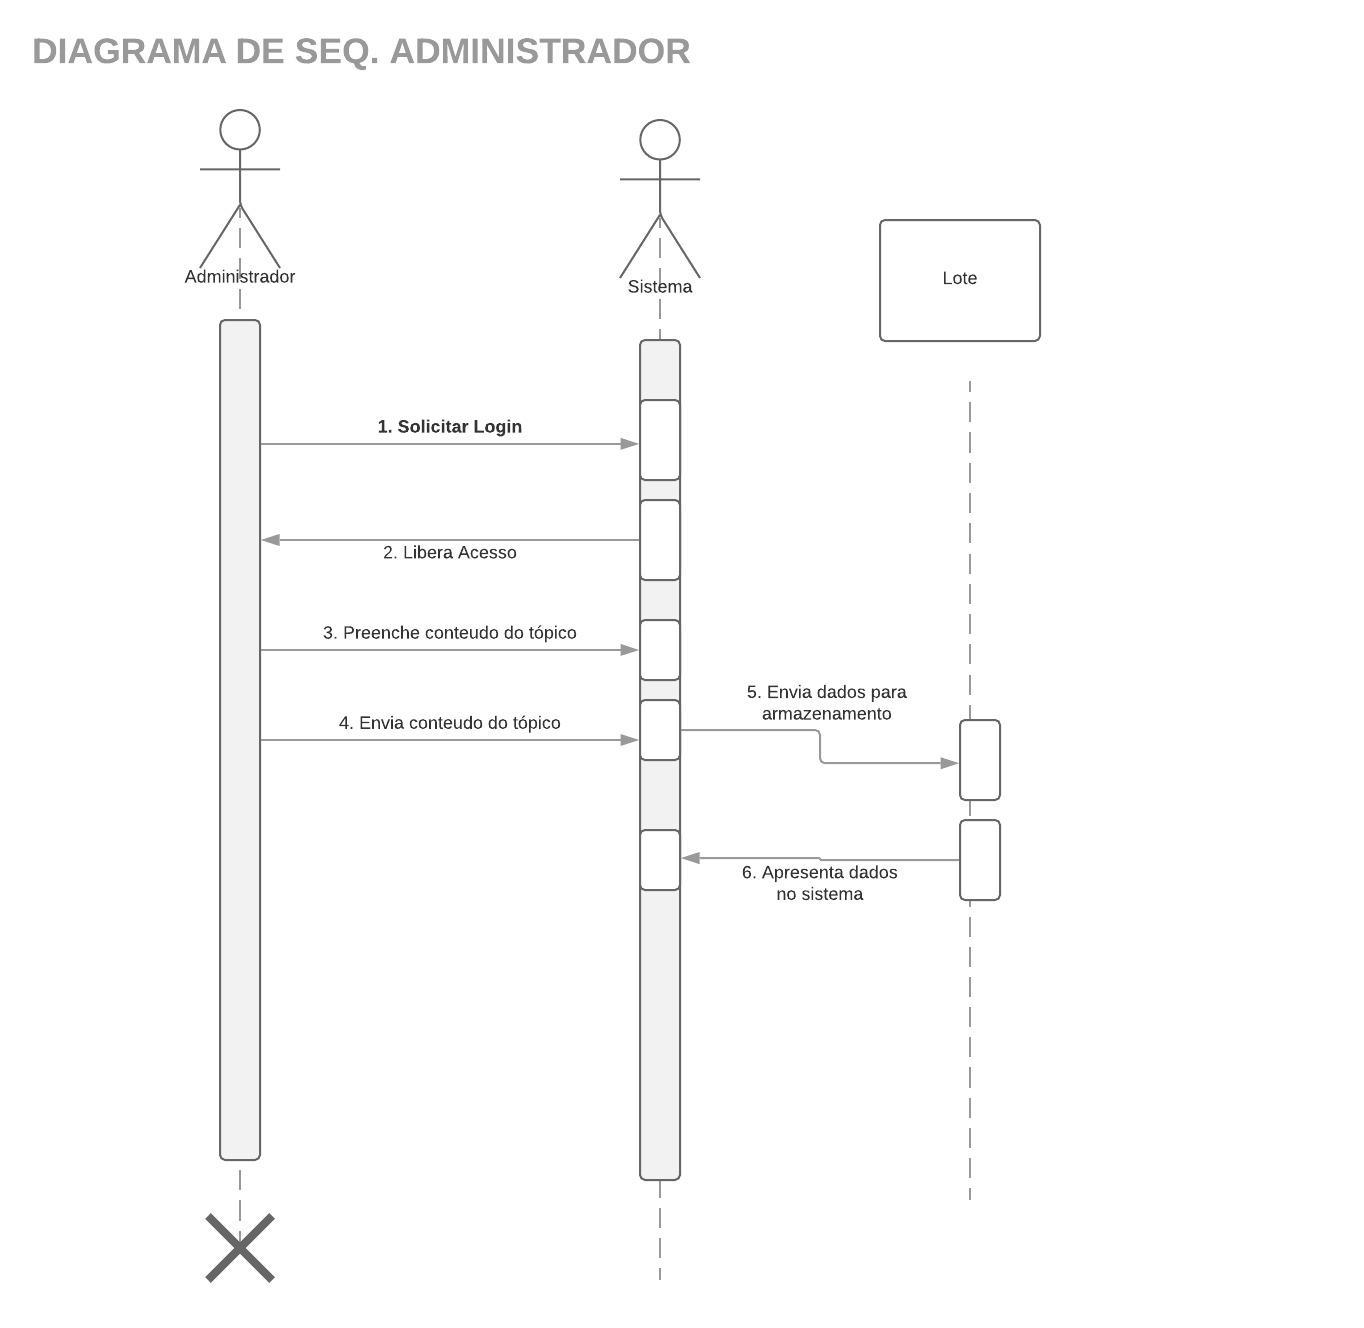 DIAGRAMA DE SEQ. ADMINISTRADOR
Administrador
Sistema
Lote
1. Solicitar Login
2. Libera Acesso
3. Preenche conteudo do tópico
4. Envia conteudo do tópico
5. Envia dados para
armazenamento
6. Apresenta dados
no sistema